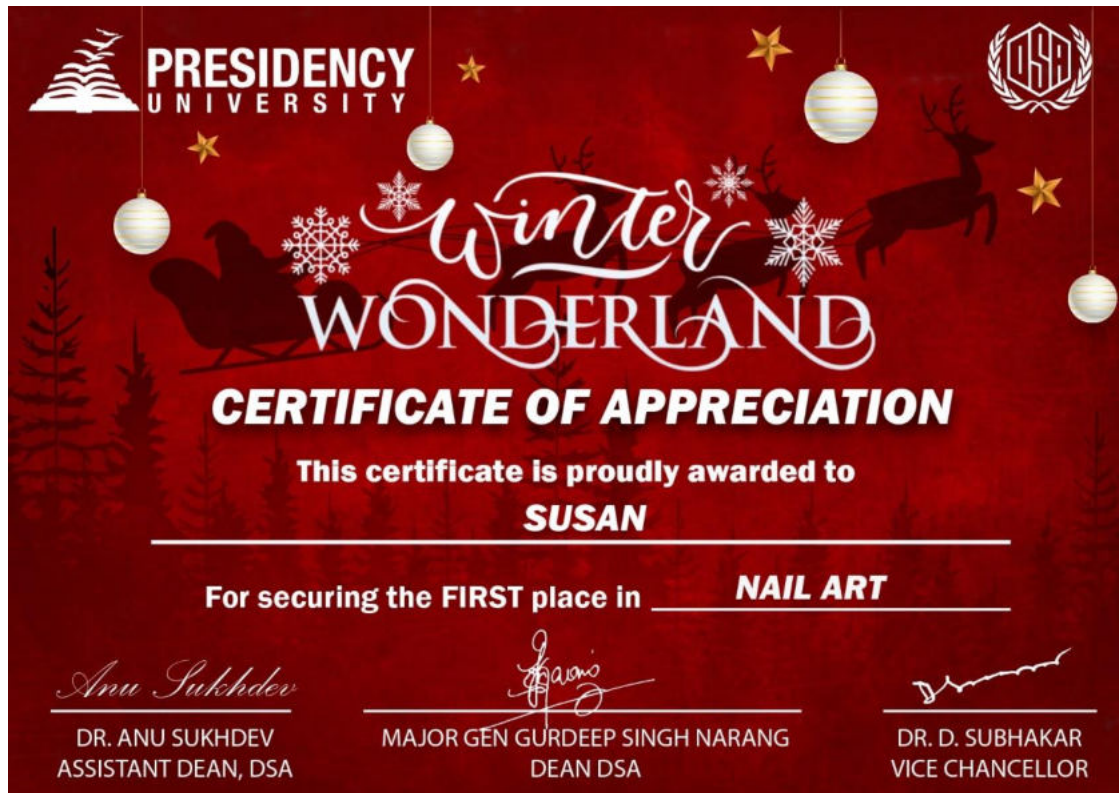 PRESIDENCY
UNIVERSITY
DSA
Winter
WONDERLAND
CERTIFICATE OF APPRECIATION
This certificate is proudly awarded to
SUSAN
For securing the FIRST place in NAIL ART
Anu Sukhdev
DR. ANU SUKHDEV
ASSISTANT DEAN, DSA
MAJOR GEN GURDEEP SINGH NARANG
DEAN DSA
DR. D. SUBHAKAR
VICE CHANCELLOR